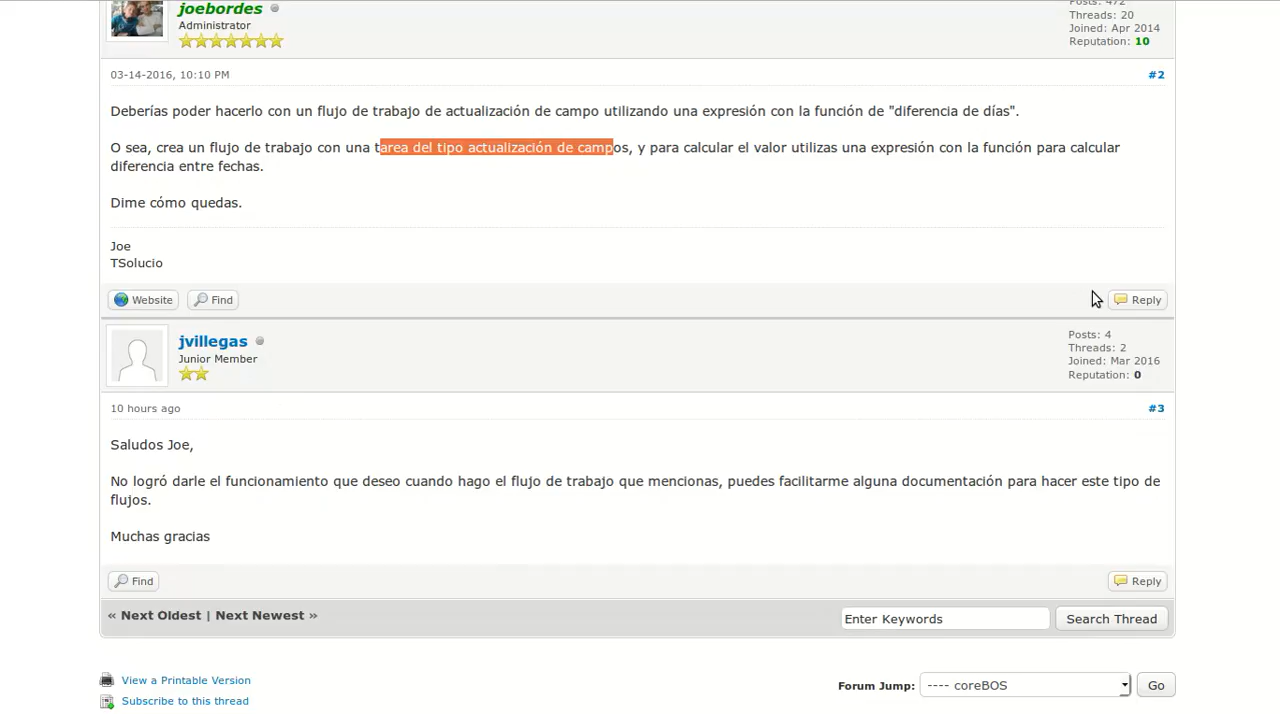 joebordes
Administrator
Posts: 472
Threads: 20
Joined: Apr 2014
Reputation: 10
03-14-2016, 10:10 PM
#2
Deberías poder hacerlo con un flujo de trabajo de actualización de campo utilizando una expresión con la función de "diferencia de días".
O sea, crea un flujo de trabajo con una tarea del tipo actualización de campos, y para calcular el valor utilizas una expresión con la función para calcular
diferencia entre fechas.
Dime cómo quedas.
Joe
TSolucio
Website
Find
Reply
jvillegas
Junior Member
Posts: 4
Threads: 2
Joined: Mar 2016
Reputation: 0
10 hours ago
#3
Saludos Joe,
No logró darle el funcionamiento que deseo cuando hago el flujo de trabajo que mencionas, puedes facilitarme alguna documentación para hacer este tipo de
flujos.
Muchas gracias
Find
Reply
« Next Oldest | Next Newest »
Enter Keywords
Search Thread
View a Printable Version
Subscribe to this thread
Forum Jump:
---- coreBOS
Go